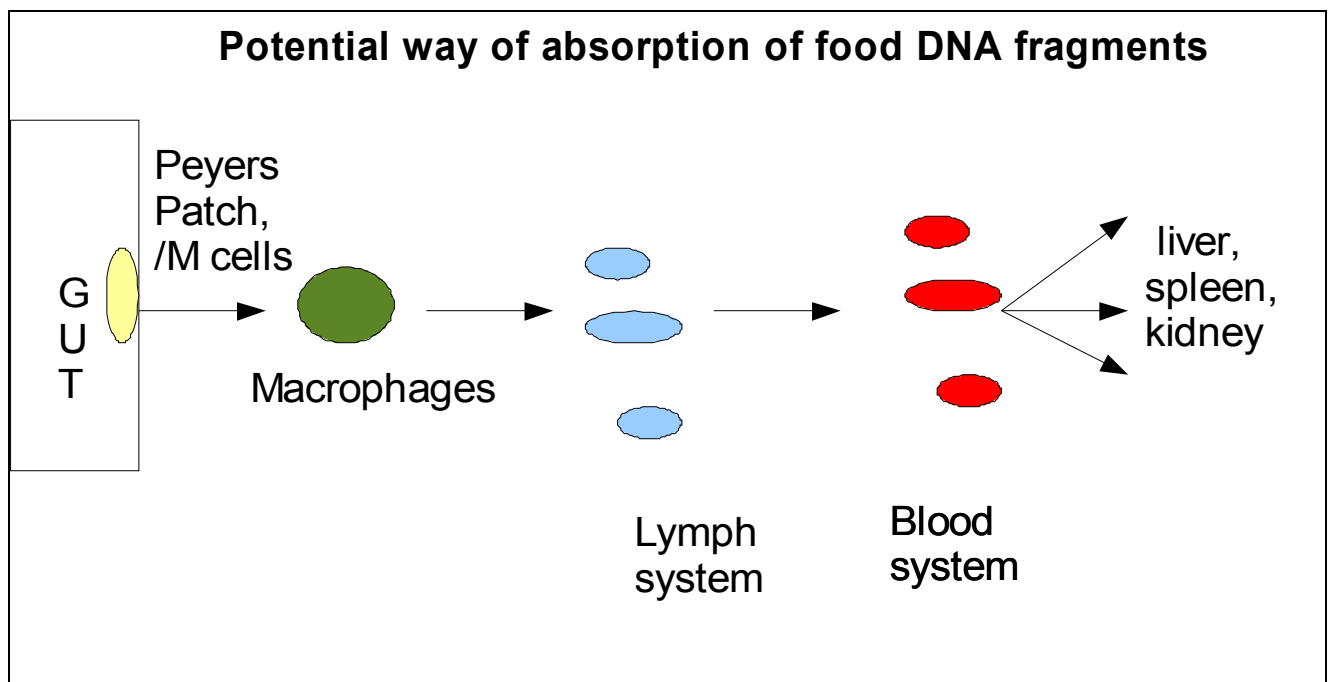 Potential way of absorption of food DNA fragments
G
U
T
Peyers
Patch,
/M cells
Macrophages
Lymph
system
Blood
system
liver,
spleen,
kidney